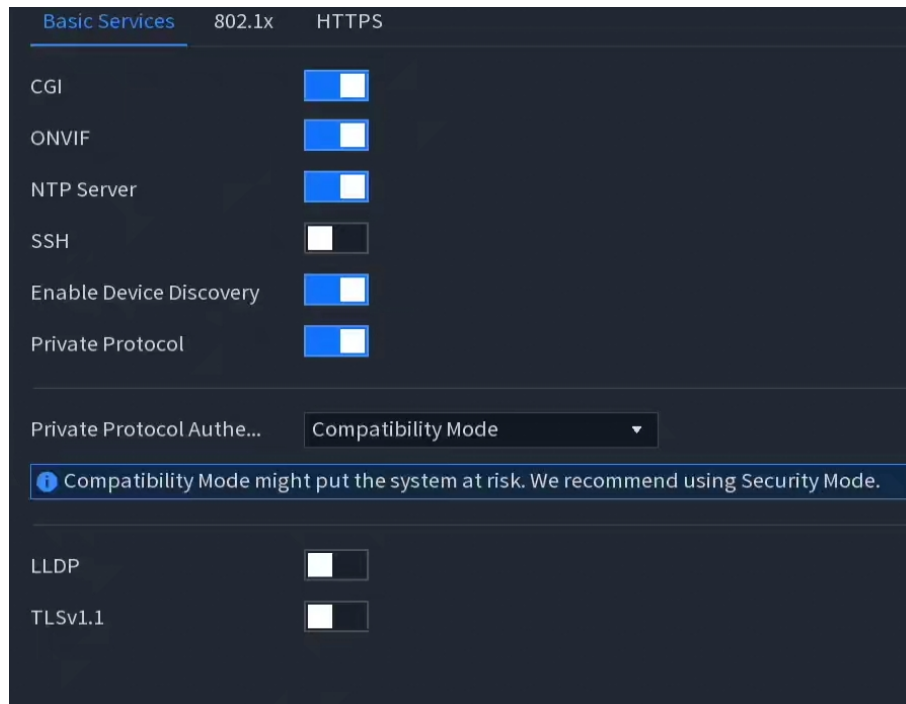 Basic Services 802.1x HTTPS
CGI
ONVIF
NTP Server
SSH
Enable Device Discovery
Private Protocol
Private Protocol Authe... Compatibility Mode
Compatibility Mode might put the system at risk. We recommend using Security Mode.
LLDP
TLSv1.1